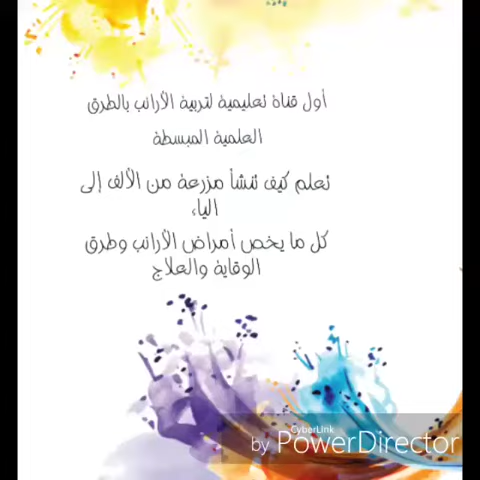 أول قناة تعليمية لتربية الأرانب بالطرق
العلمية المبسطة
تعلم كيف تنشأ مزرعة من الألف إلى
الياء
كل ما يخص أمراض الأرانب وطرق
الوقاية والعلاج
CyberLink
by PowerDirector